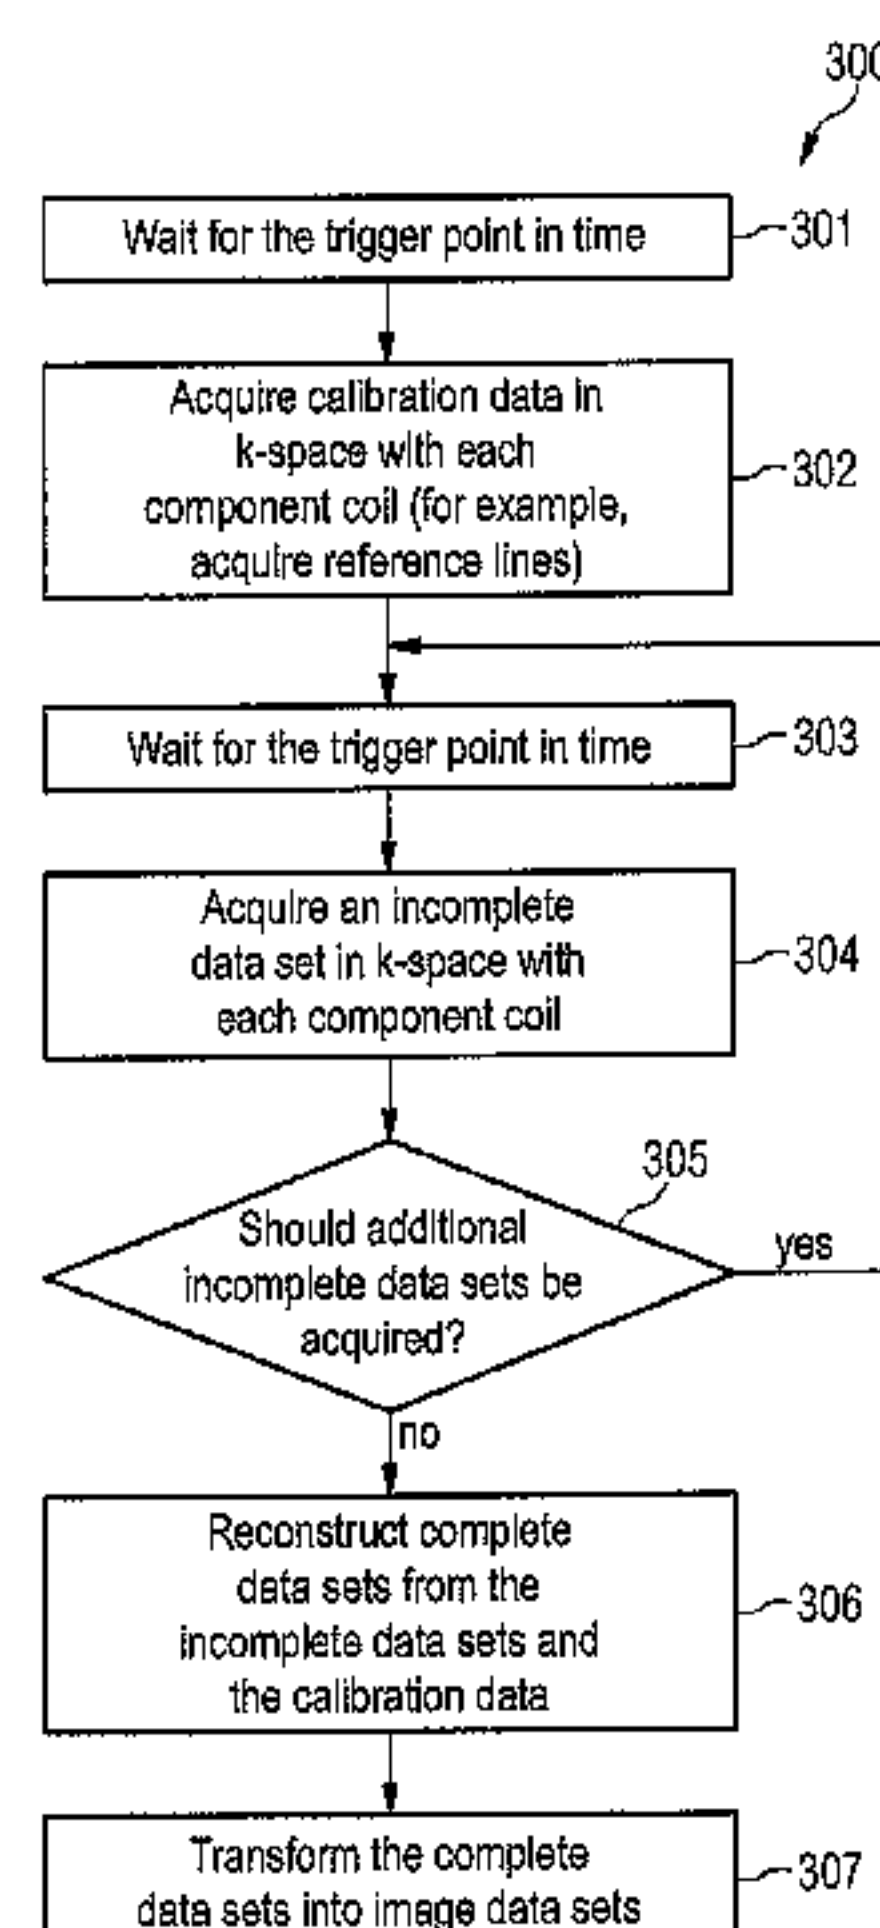 300
Wait for the trigger point in time
301
Acquire calibration data in
k-space with each
component coil (for example,
acquire reference lines)
302
Wait for the trigger point in time
303
Acquire an incomplete
data set in k-space with
each component coil
304
305
Should additional
incomplete data sets be
acquired?
yes
no
Reconstruct complete
data sets from the
incomplete data sets and
the calibration data
306
Transform the complete
data sets into image data sets
307